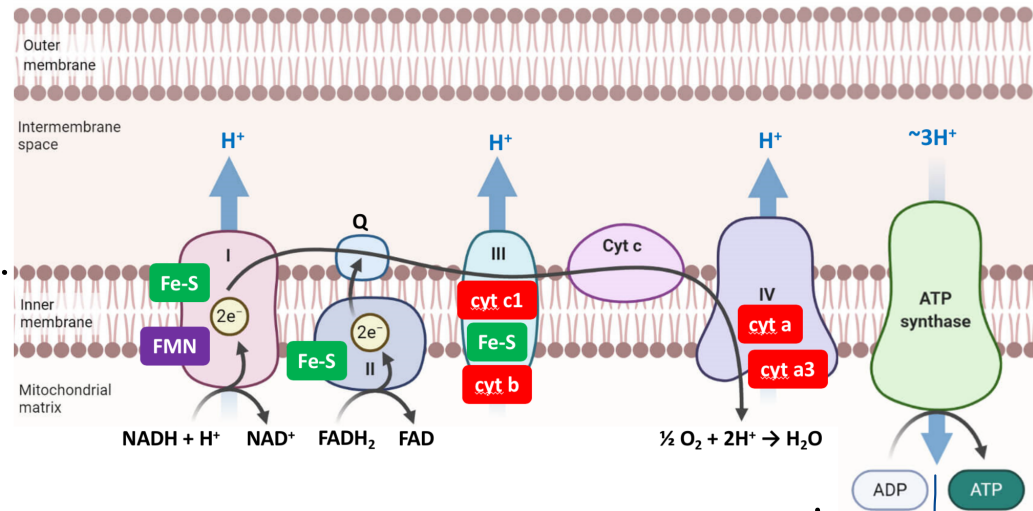 Outer
membrane
Intermembrane
space
H⁺
H⁺
H⁺
~3H⁺
Q
I
III
Cyt c
Fe-S
2e⁻
FMN
Fe-S
2e⁻
II
cyt c1
Fe-S
cyt b
IV
cyt a
cyt a3
ATP
synthase
Inner
membrane
Mitochondrial
matrix
NADH + H⁺
NAD⁺
FADH₂
FAD
½ O₂ + 2H⁺ → H₂O
ADP
ATP